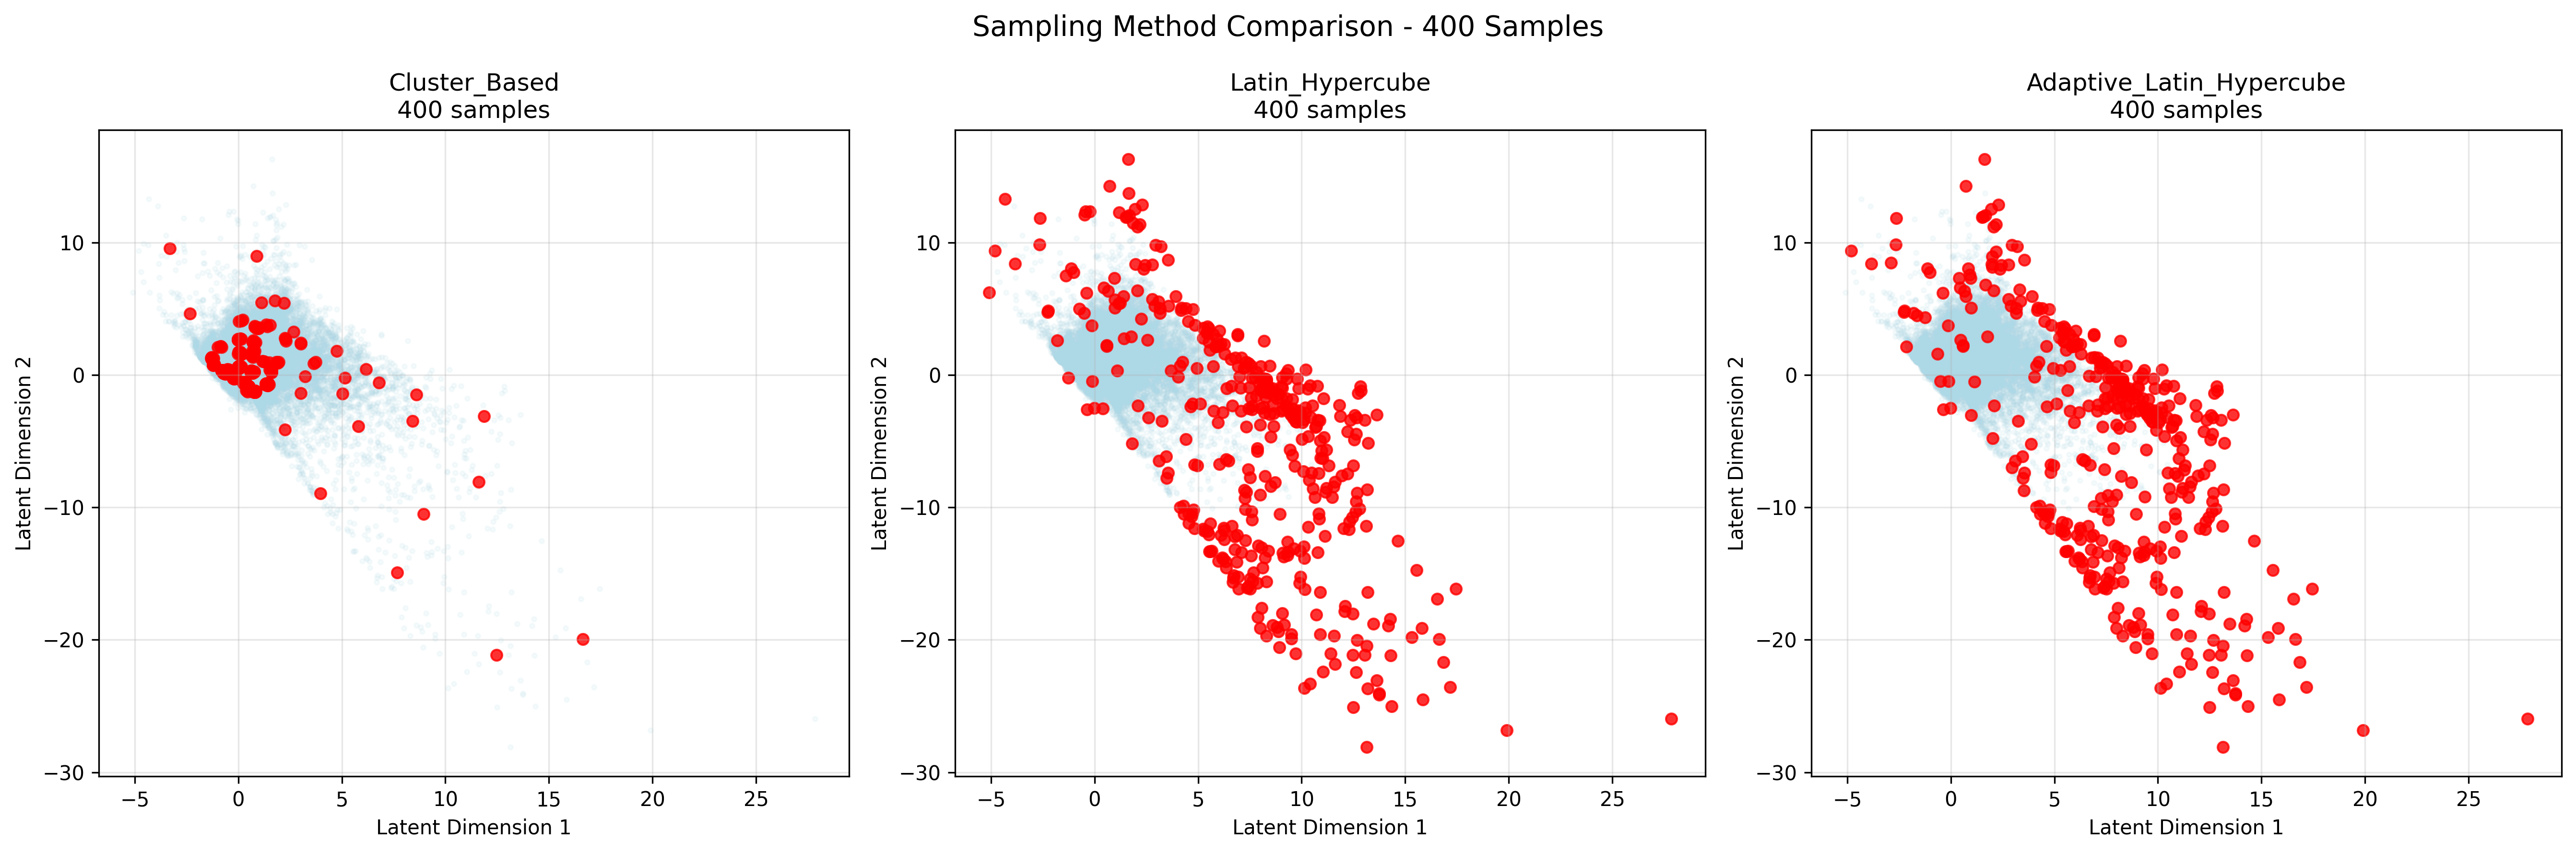 Sampling Method Comparison - 400 Samples
Cluster_Based
400 samples
10
0
−10
−20
−30
Latent Dimension 2
−5 0 5 10 15 20 25
Latent Dimension 1
Latin_Hypercube
400 samples
10
0
−10
−20
−30
Latent Dimension 2
−5 0 5 10 15 20 25
Latent Dimension 1
Adaptive_Latin_Hypercube
400 samples
10
0
−10
−20
−30
Latent Dimension 2
−5 0 5 10 15 20 25
Latent Dimension 1